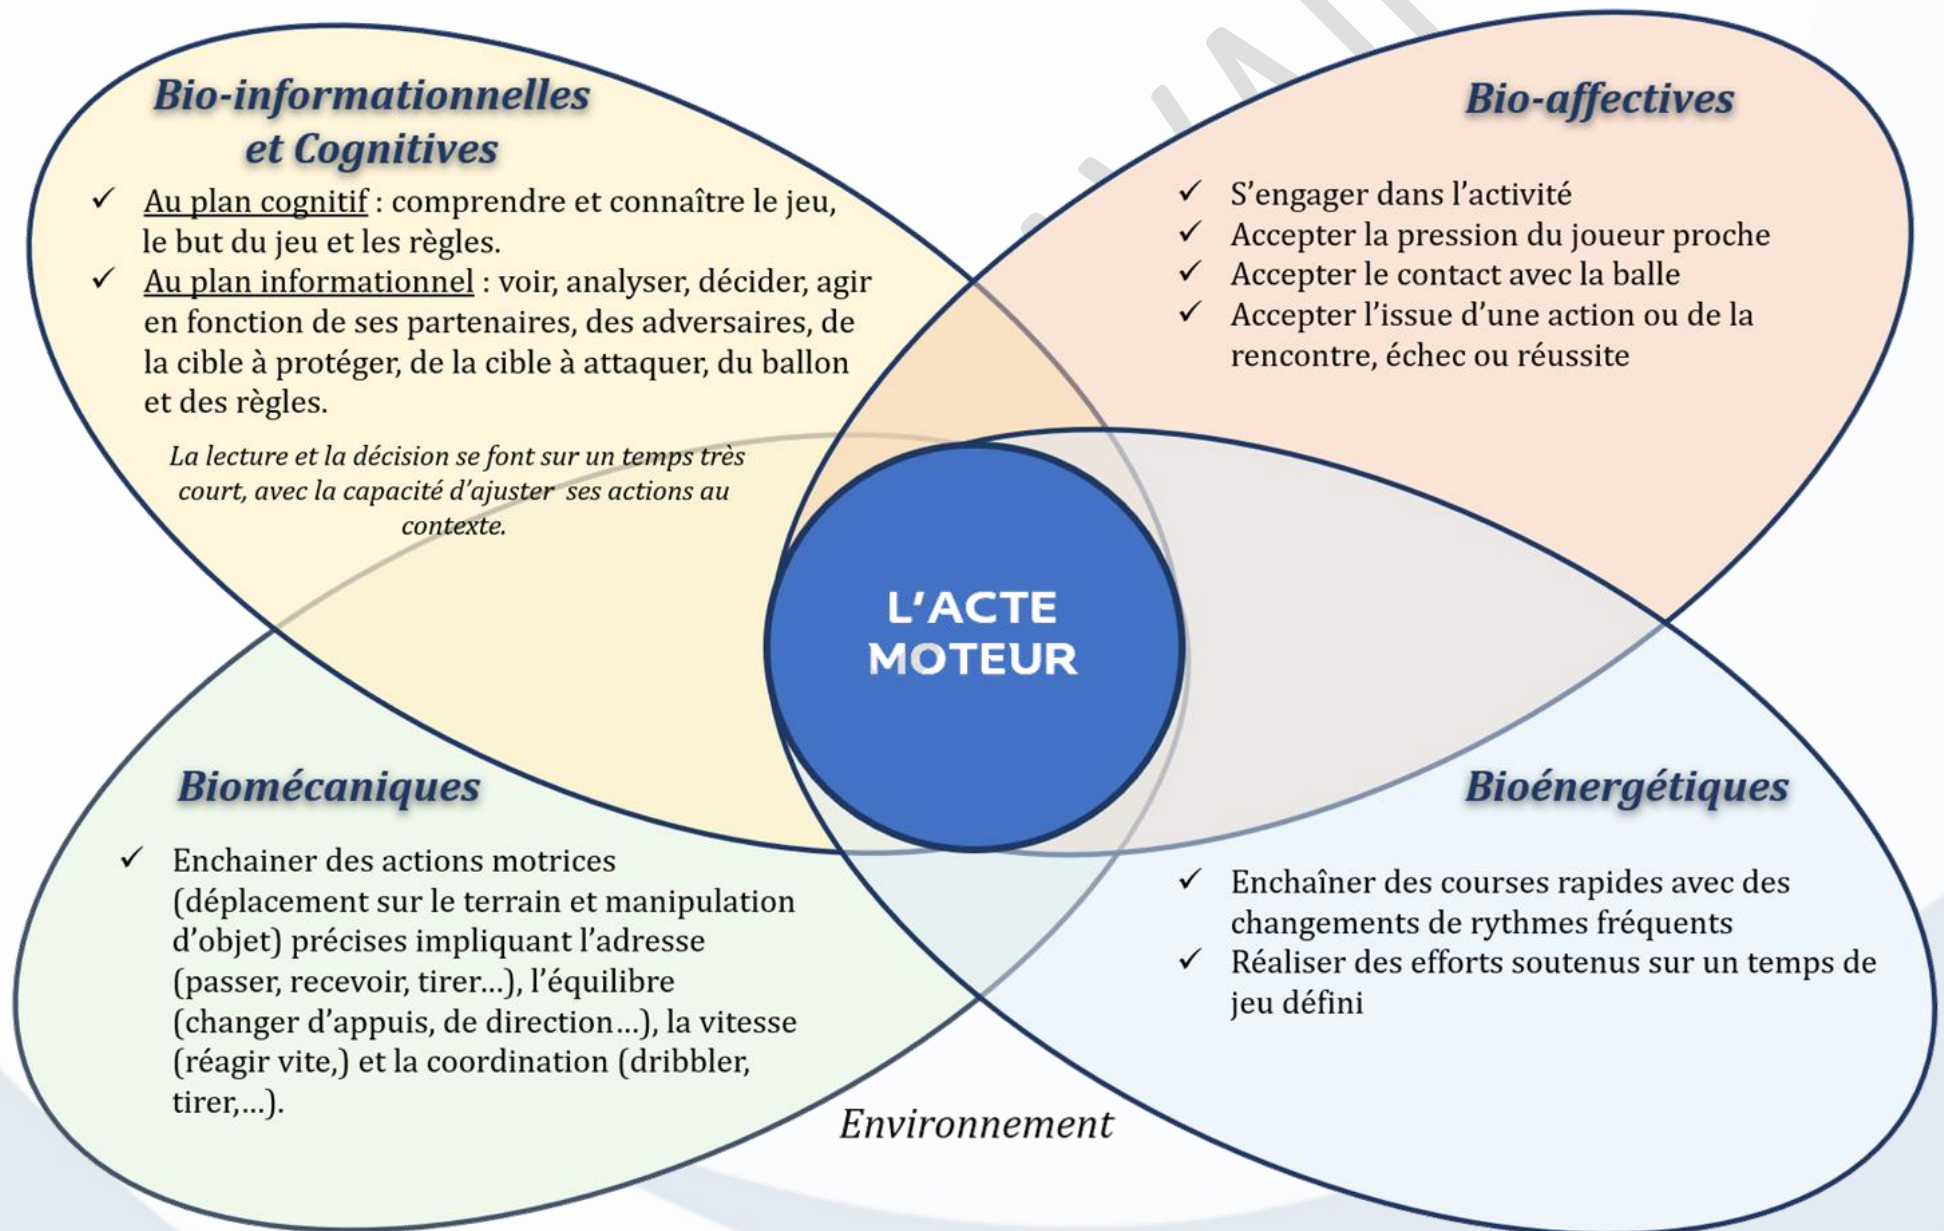 Bio-informationnelles
et Cognitives
✓ Au plan cognitif : comprendre et connaître le jeu,
le but du jeu et les règles.
✓ Au plan informationnel : voir, analyser, décider, agir
en fonction de ses partenaires, des adversaires, de
la cible à protéger, de la cible à attaquer, du ballon
et des règles.
La lecture et la décision se font sur un temps très
court, avec la capacité d’ajuster ses actions au
contexte.
Bio-affectives
✓ S’engager dans l’activité
✓ Accepter la pression du joueur proche
✓ Accepter le contact avec la balle
✓ Accepter l’issue d’une action ou de la
rencontre, échec ou réussite
L’ACTE
MOTEUR
Biomécaniques
✓ Enchainer des actions motrices
(déplacement sur le terrain et manipulation
d’objet) précises impliquant l’adresse
(passer, recevoir, tirer…), l’équilibre
(changer d’appuis, de direction…), la vitesse
(réagir vite,) et la coordination (dribbler,
tirer,…).
Bioénergétiques
✓ Enchaîner des courses rapides avec des
changements de rythmes fréquents
✓ Réaliser des efforts soutenus sur un temps de
jeu défini
Environnement